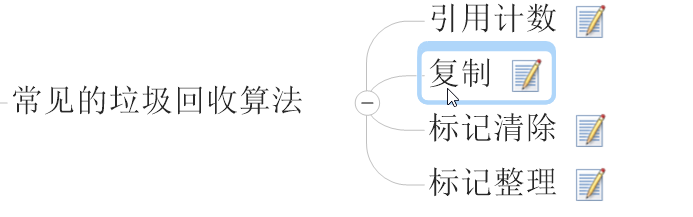 常见的垃圾回收算法
引用计数
复制
标记清除
标记整理